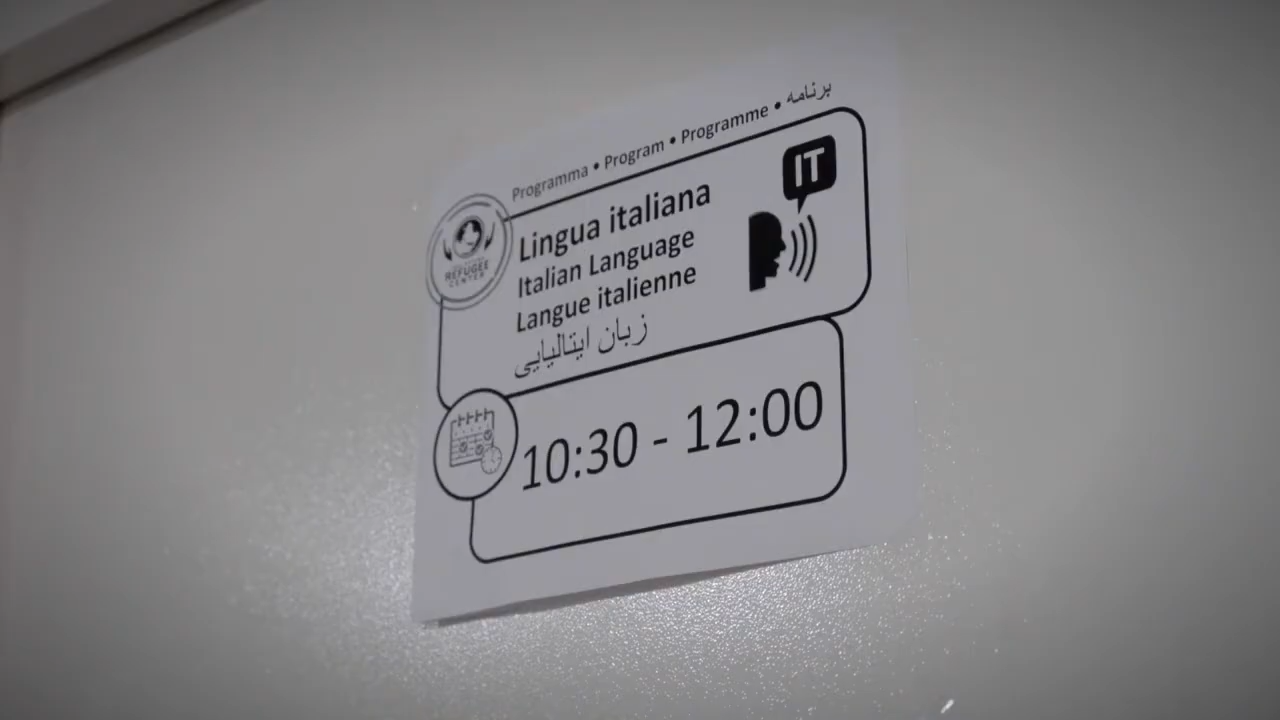 Programma • Program • Programme • برنامه
IT
Lingua italiana
Italian Language
Langue italienne
زبان ایتالیایی
REFUGEE
CENTER
10:30 - 12:00